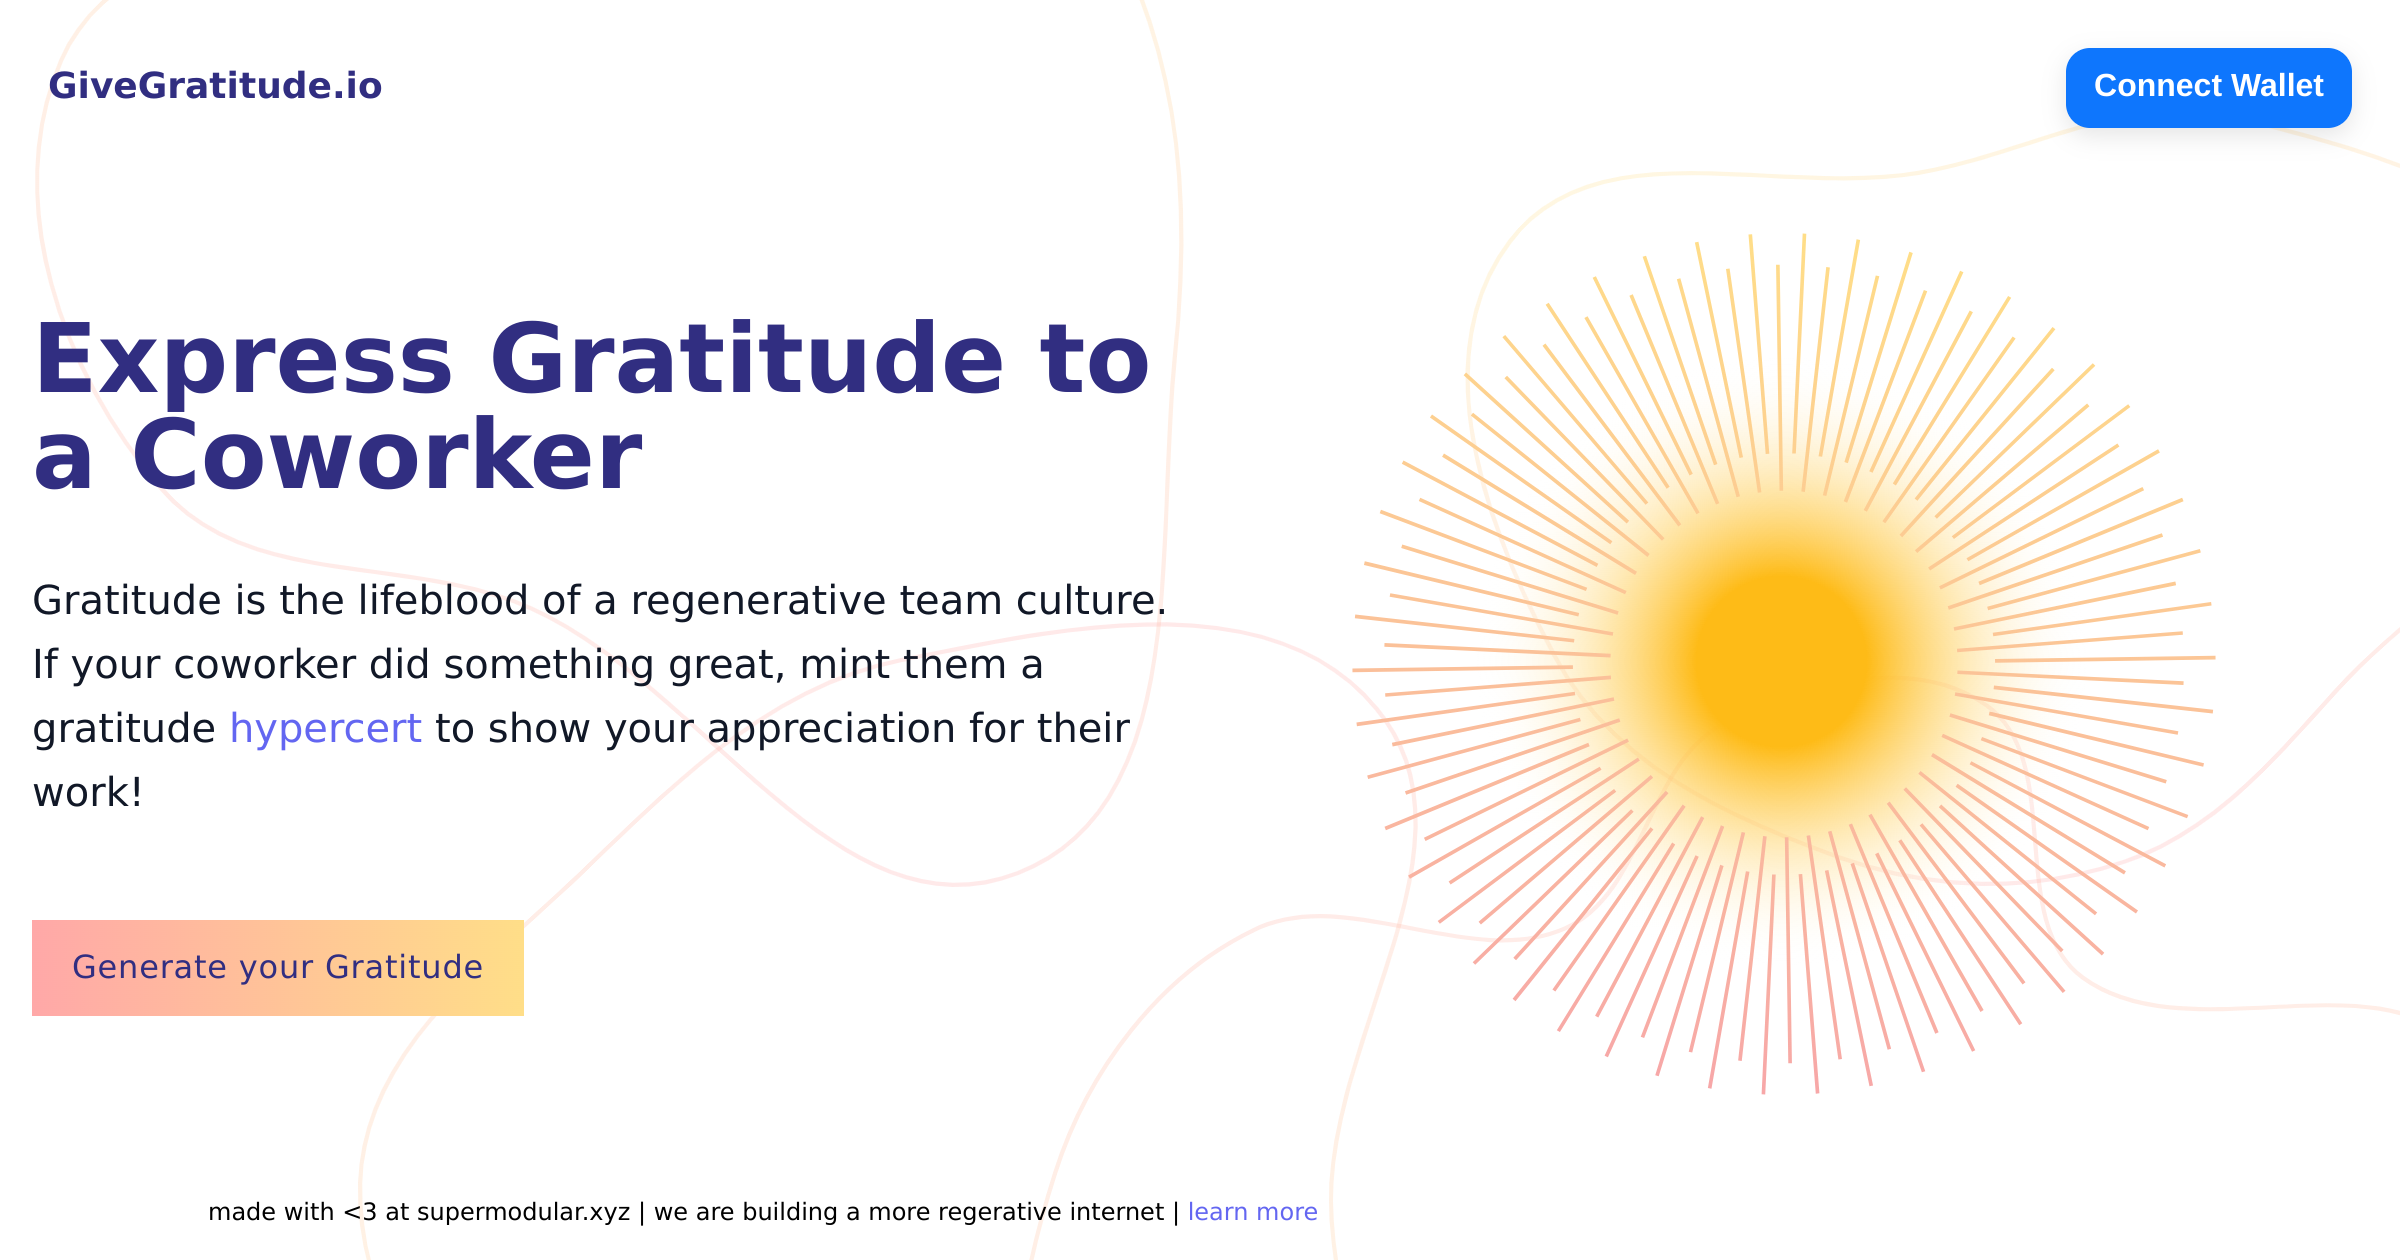 GiveGratitude.io
Connect Wallet
Express Gratitude to
a Coworker
Gratitude is the lifeblood of a regenerative team culture.
If your coworker did something great, mint them a
gratitude hypercert to show your appreciation for their
work!
Generate your Gratitude
made with <3 at supermodular.xyz | we are building a more regerative internet | learn more